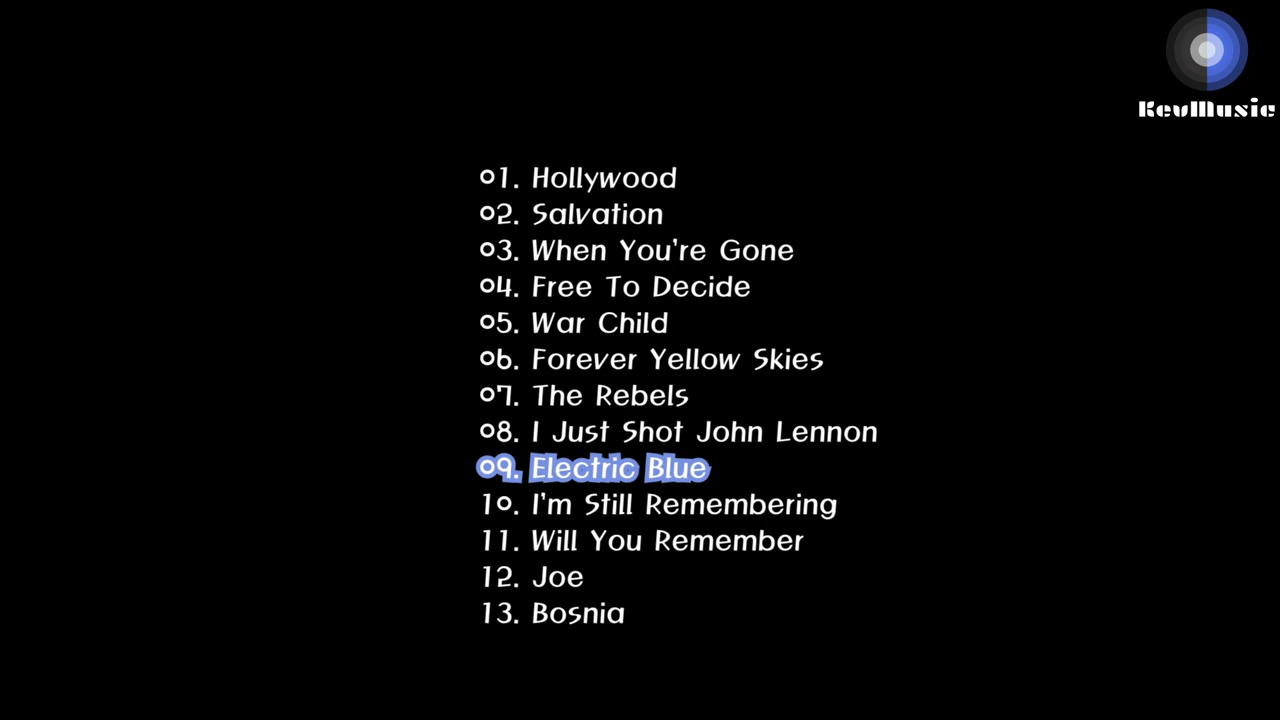 KevMusic
01. Hollywood
02. Salvation
03. When You're Gone
04. Free To Decide
05. War Child
06. Forever Yellow Skies
07. The Rebels
08. I Just Shot John Lennon
09. Electric Blue
10. I'm Still Remembering
11. Will You Remember
12. Joe
13. Bosnia